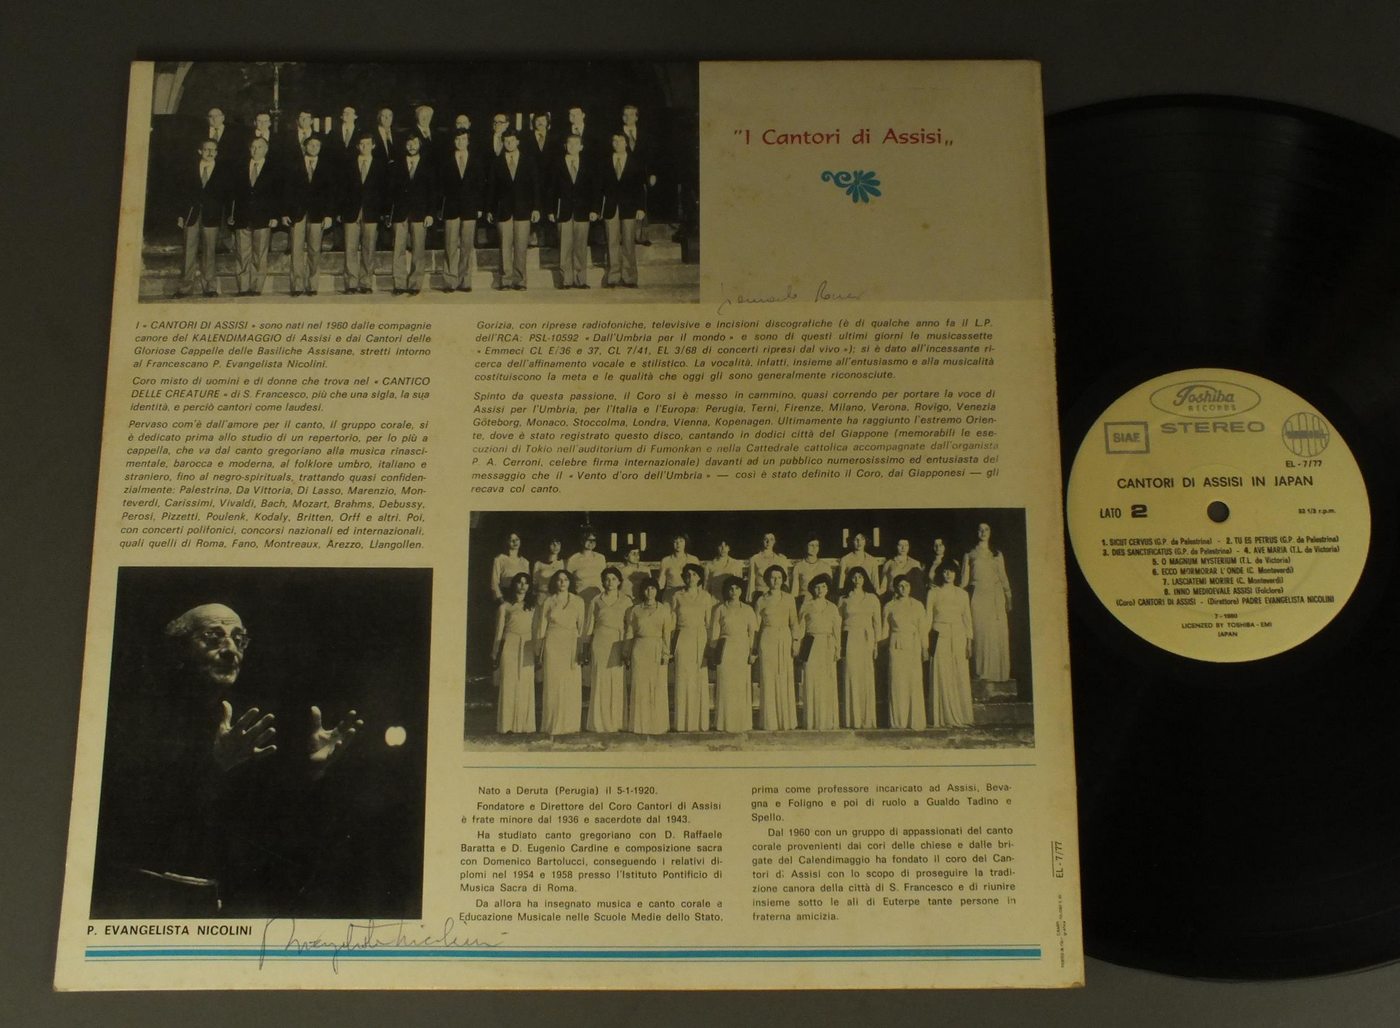 "I Cantori di Assisi„
I « CANTORI DI ASSISI » sono nati nel 1960 dalle compagnie
canore del KALENDIMAGGIO di Assisi e dai Cantori delle
Gloriose Cappelle delle Basiliche Assisane, stretti intorno
al Francescano P. Evangelista Nicolini.
Coro misto di uomini e di donne che trova nel « CANTICO
DELLE CREATURE » di S. Francesco, più che una sigla, la sua
identità, e perciò cantori come laudesi.
Pervaso com'è dall'amore per il canto, il gruppo corale, si
è dedicato prima allo studio di un repertorio, per lo più a
cappella, che va dal canto gregoriano alla musica rinasci-
mentale, barocca e moderna, al folklore umbro, italiano e
straniero, fino al negro-spirituals, trattando quasi confiden-
zialmente: Palestrina, Da Vittoria, Di Lasso, Marenzio, Mon-
teverdi, Carissimi, Vivaldi, Bach, Mozart, Brahms, Debussy,
Perosi, Pizzetti, Poulenk, Kodaly, Britten, Orff e altri. Poi,
con concerti polifonici, concorsi nazionali ed internazionali,
quali quelli di Roma, Fano, Montreaux, Arezzo, Llangollen.
Gorizia, con riprese radiofoniche, televisive e incisioni discografiche (è di qualche anno fa il L.P.
dell'RCA: PSL-10592 « Dall'Umbria per il mondo » e sono di questi ultimi giorni le musicassette
« Emmeci CL E/36 e 37, CL 7/41, EL 3/68 di concerti ripresi dal vivo »); si è dato all'incessante ri-
cerca dell'affinamento vocale e stilistico. La vocalità, infatti, insieme all'entusiasmo e alla musicalità
costituiscono la meta e le qualità che oggi gli sono generalmente riconosciute.
Spinto da questa passione, il Coro si è messo in cammino, quasi correndo per portare la voce di
Assisi per l'Umbria, per l'Italia e l'Europa: Perugia, Terni, Firenze, Milano, Verona, Rovigo, Venezia
Göteborg, Monaco, Stoccolma, Londra, Vienna, Kopenagen. Ultimamente ha raggiunto l'estremo Orien-
te, dove è stato registrato questo disco, cantando in dodici città del Giappone (memorabili le ese-
cuzioni di Tokio nell'auditorium di Fumonkan e nella Cattedrale cattolica accompagnate dall'organista
P. A. Cerroni, celebre firma internazionale) davanti ad un pubblico numerosissimo ed entusiasta del
messaggio che il « Vento d'oro dell'Umbria » — così è stato definito il Coro, dai Giapponesi — gli
recava col canto.
P. EVANGELISTA NICOLINI
Evangelista Nicolini
Nato a Deruta (Perugia) il 5-1-1920.
Fondatore e Direttore del Coro Cantori di Assisi
è frate minore dal 1936 e sacerdote dal 1943.
Ha studiato canto gregoriano con D. Raffaele
Baratta e D. Eugenio Cardine e composizione sacra
con Domenico Bartolucci, conseguendo i relativi di-
plomi nel 1954 e 1958 presso l'Istituto Pontificio di
Musica Sacra di Roma.
Da allora ha insegnato musica e canto corale e
Educazione Musicale nelle Scuole Medie dello Stato,
prima come professore incaricato ad Assisi, Beva-
gna e Foligno e poi di ruolo a Gualdo Tadino e
Spello.
Dal 1960 con un gruppo di appassionati del canto
corale provenienti dai cori delle chiese e dalle bri-
gate del Calendimaggio ha fondato il coro dei Can-
tori di Assisi con lo scopo di proseguire la tradi-
zione canora della città di S. Francesco e di riunire
insieme sotto le ali di Euterpe tante persone in
fraterna amicizia.
EL - 7/77
Toshiba
RECORDS
SIAE
STEREO
EL - 7/77
CANTORI DI ASSISI IN JAPAN
LATO 2
33 1/3 r.p.m.
1. SICUT CERVUS (G.P. de Palestrina) - 2. TU ES PETRUS (G.P. de Palestrina)
3. DIES SANCTIFICATUS (G.P. de Palestrina) - 4. AVE MARIA (T.L. de Victoria)
5. O MAGNUM MYSTERIUM (T.L. de Victoria)
6. ECCO MORMORAR L'ONDE (C. Monteverdi)
7. LASCIATEMI MORIRE (C. Monteverdi)
8. INNO MEDIOEVALE ASSISI (Folclore)
(Coro) CANTORI DI ASSISI - (Direttore) PADRE EVANGELISTA NICOLINI
7-1980
LICENZED BY TOSHIBA-EMI
JAPAN